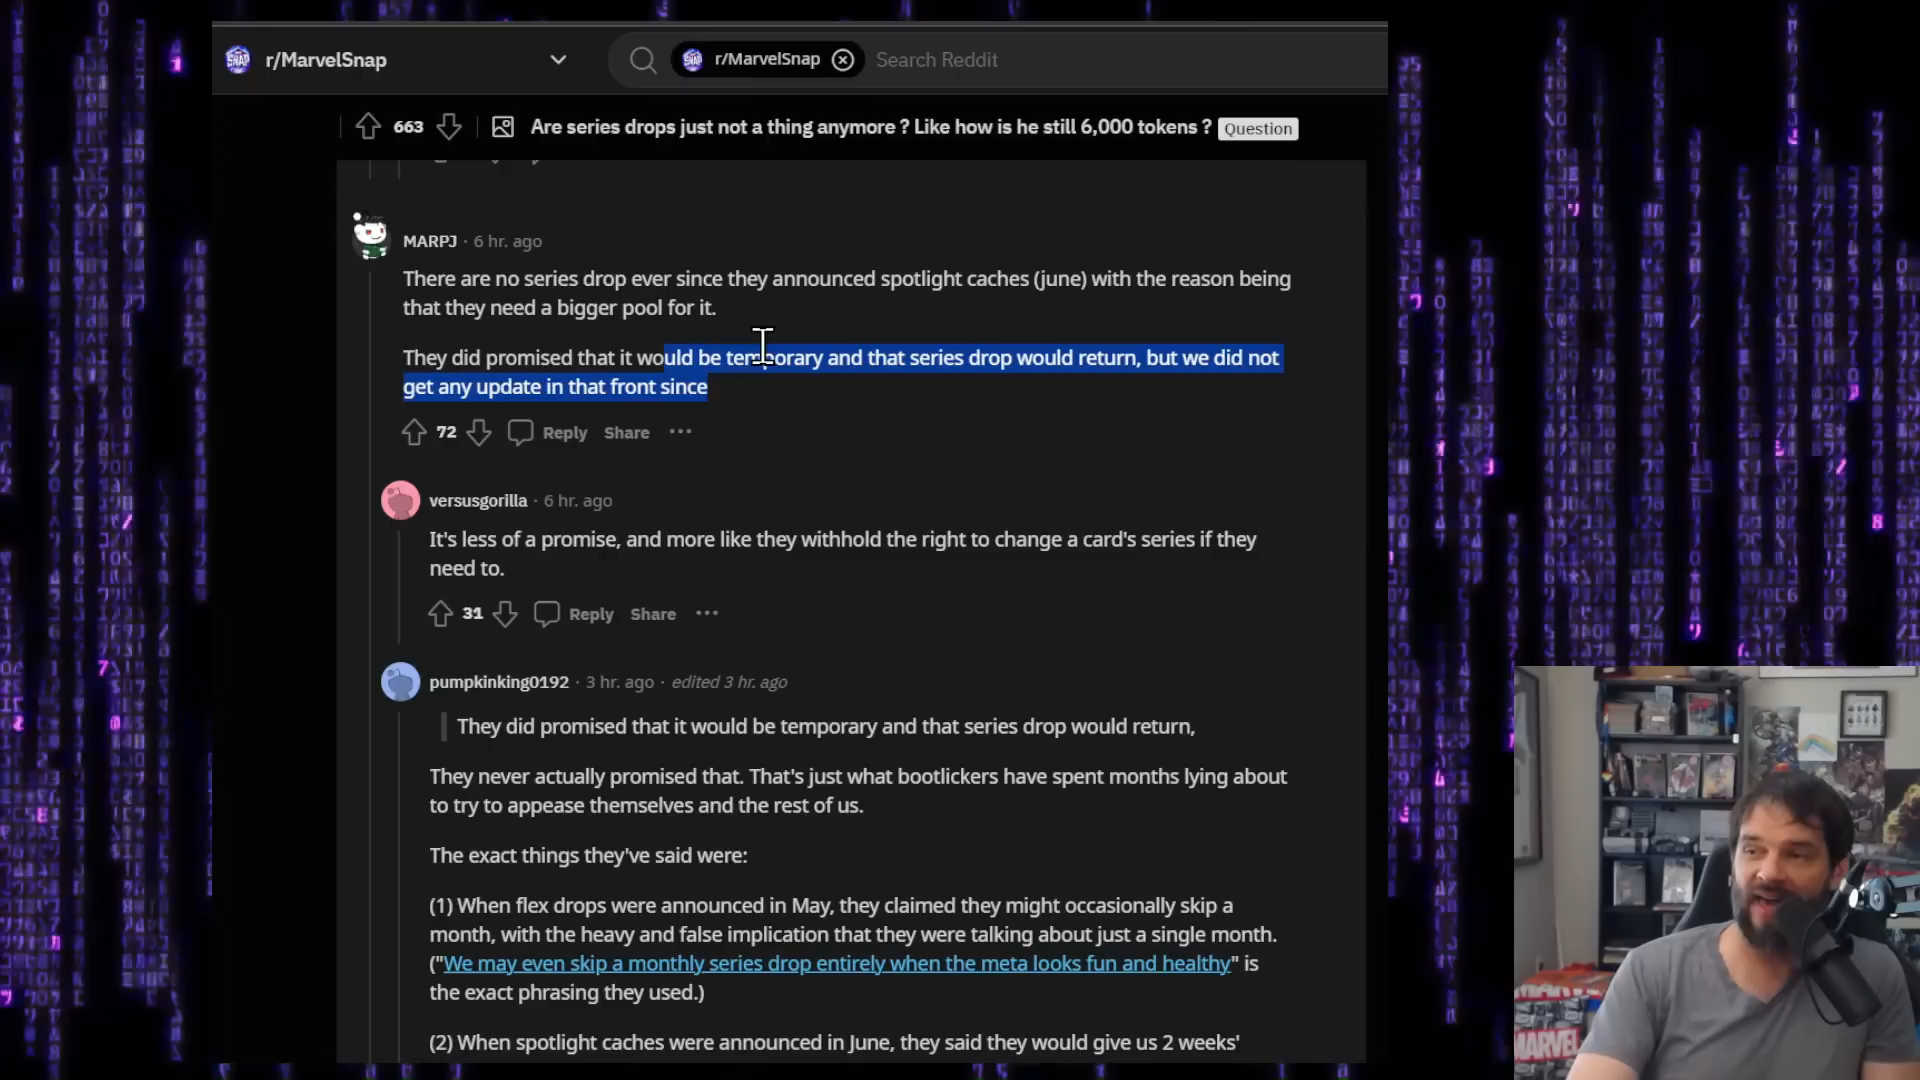 r/MarvelSnap
r/MarvelSnap
Search Reddit
663
Are series drops just not a thing anymore ? Like how is he still 6,000 tokens ? Question
MARPJ · 6 hr. ago
There are no series drop ever since they announced spotlight caches (june) with the reason being
that they need a bigger pool for it.
They did promised that it would be temporary and that series drop would return, but we did not
get any update in that front since
72 Reply Share ···
versusgorilla · 6 hr. ago
It's less of a promise, and more like they withhold the right to change a card's series if they
need to.
31 Reply Share ···
pumpkinking0192 · 3 hr. ago · edited 3 hr. ago
They did promised that it would be temporary and that series drop would return,
They never actually promised that. That's just what bootlickers have spent months lying about
to try to appease themselves and the rest of us.
The exact things they've said were:
(1) When flex drops were announced in May, they claimed they might occasionally skip a
month, with the heavy and false implication that they were talking about just a single month.
("We may even skip a monthly series drop entirely when the meta looks fun and healthy" is
the exact phrasing they used.)
(2) When spotlight caches were announced in June, they said they would give us 2 weeks'
MARVEL